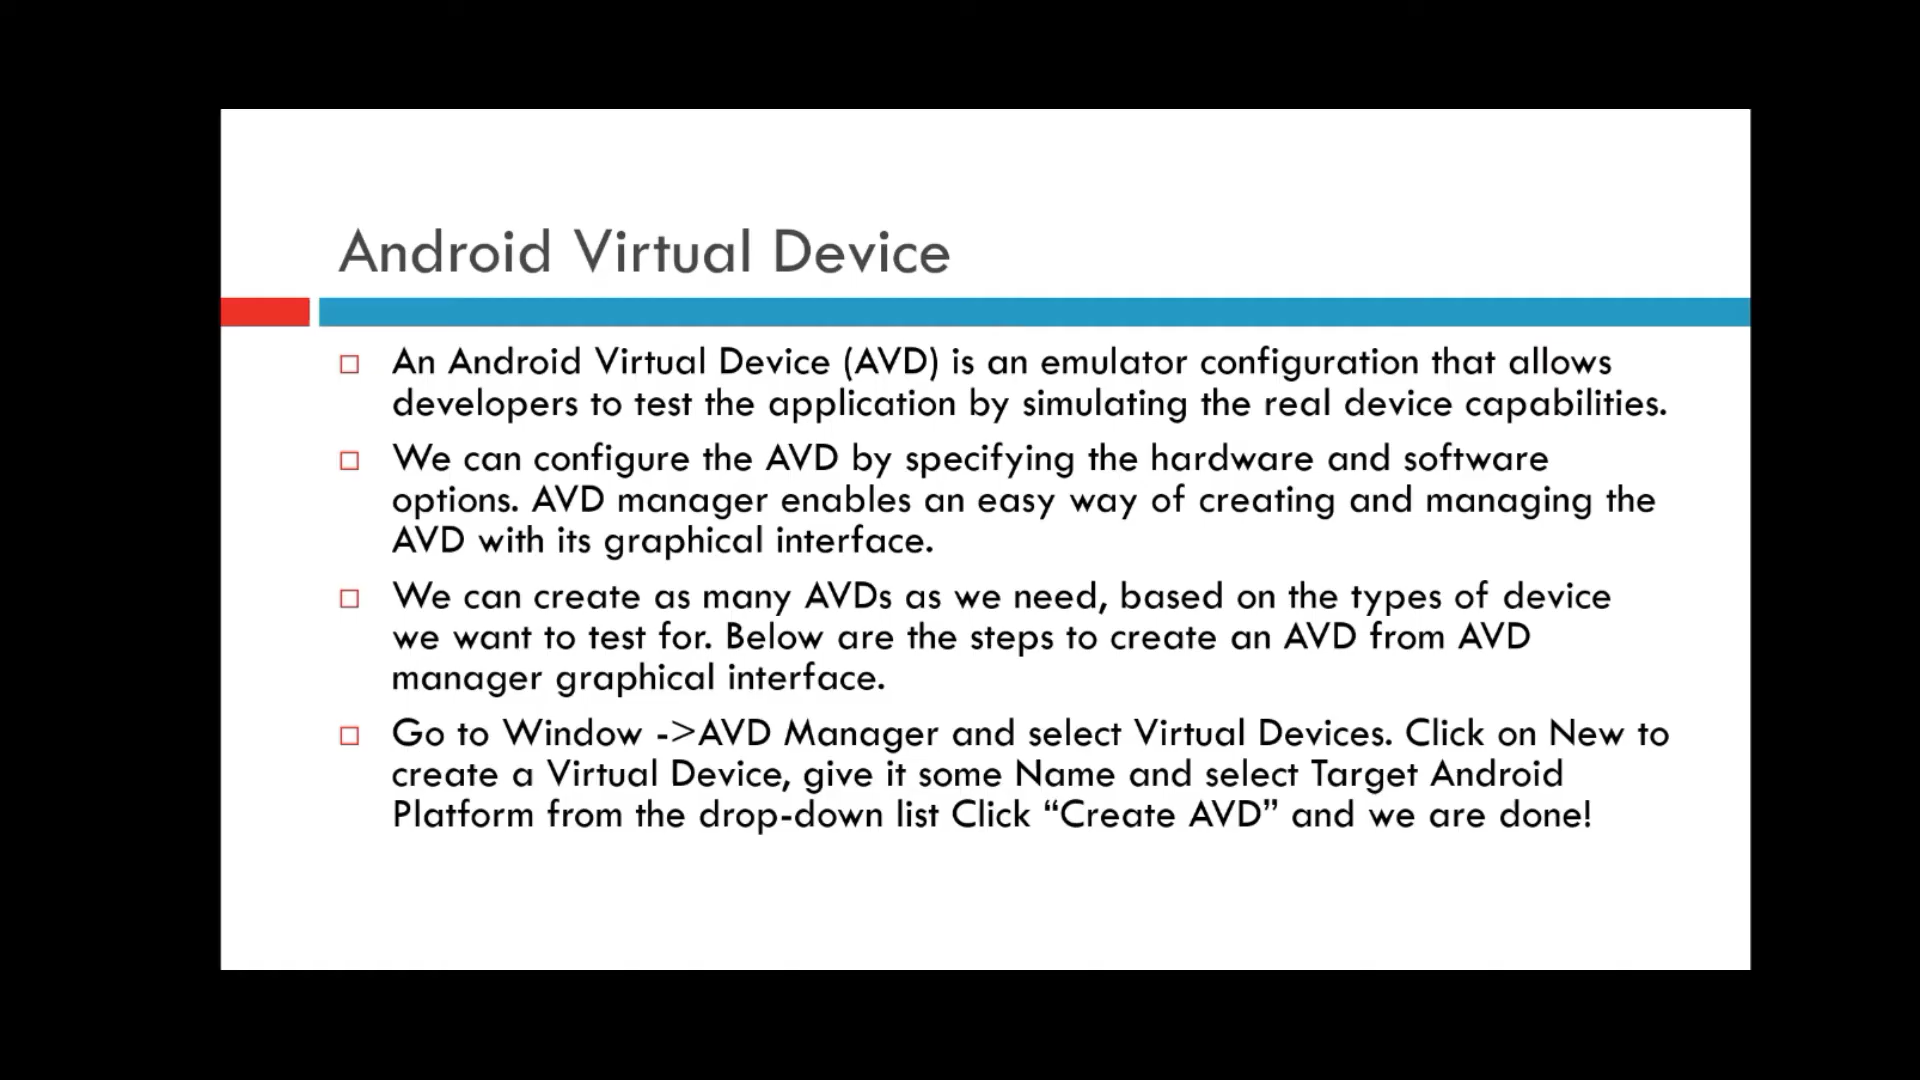 Android Virtual Device
An Android Virtual Device (AVD) is an emulator configuration that allows
developers to test the application by simulating the real device capabilities.
We can configure the AVD by specifying the hardware and software
options. AVD manager enables an easy way of creating and managing the
AVD with its graphical interface.
We can create as many AVDs as we need, based on the types of device
we want to test for. Below are the steps to create an AVD from AVD
manager graphical interface.
Go to Window ->AVD Manager and select Virtual Devices. Click on New to
create a Virtual Device, give it some Name and select Target Android
Platform from the drop-down list Click “Create AVD” and we are done!